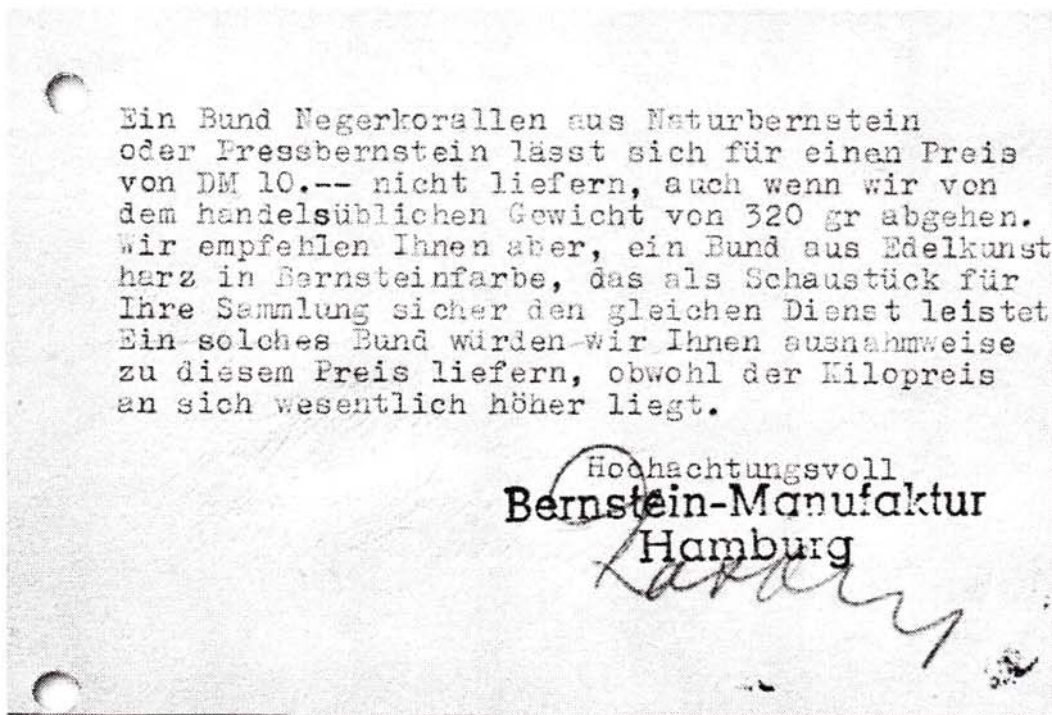 Ein Bund Negerkorallen aus Naturbernstein
oder Pressbernstein lässt sich für einen Preis
von DM 10.-- nicht liefern, auch wenn wir von
dem handelsüblichen Gewicht von 320 gr abgehen.
Wir empfehlen Ihnen aber, ein Bund aus Edelkunst
harz in Bernsteinfarbe, das als Schaustück für
Ihre Sammlung sicher den gleichen Dienst leistet
Ein solches Bund würden wir Ihnen ausnahmweise
zu diesem Preis liefern, obwohl der Kilopreis
an sich wesentlich höher liegt.
Hochachtungsvoll
Bernstein-Manufaktur
Hamburg